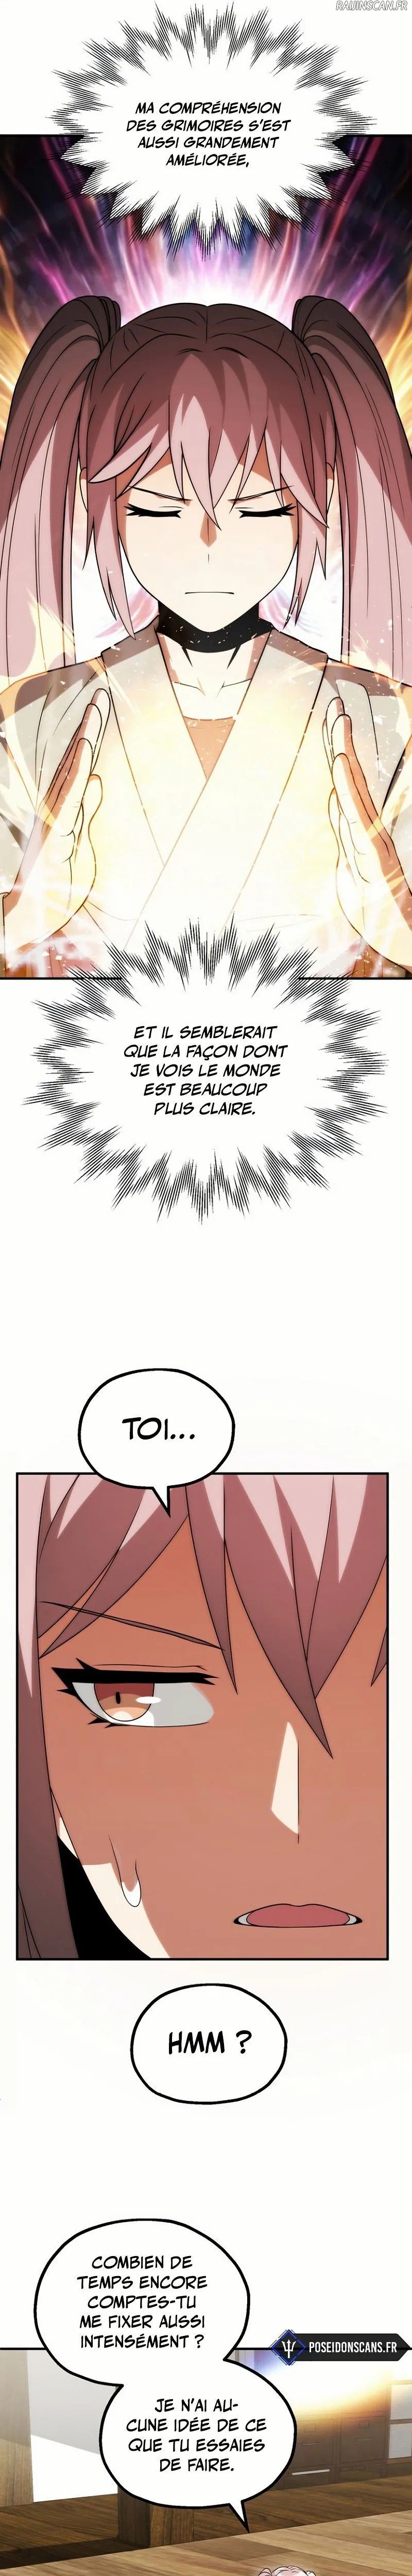 RAIJINSCAN.FR
MA COMPRÉHENSION
DES GRIMOIRES S'EST
AUSSI GRANDEMENT
AMÉLIORÉE,
ET IL SEMBLERAIT
QUE LA FAÇON DONT
JE VOIS LE MONDE
EST BEAUCOUP
PLUS CLAIRE.
TOI...
HMM ?
COMBIEN DE
TEMPS ENCORE
COMPTES-TU
ME FIXER AUSSI
INTENSÉMENT ?
POSEIDONSCANS.FR
JE N'AI AU-
CUNE IDÉE DE CE
QUE TU ESSAIES
DE FAIRE.